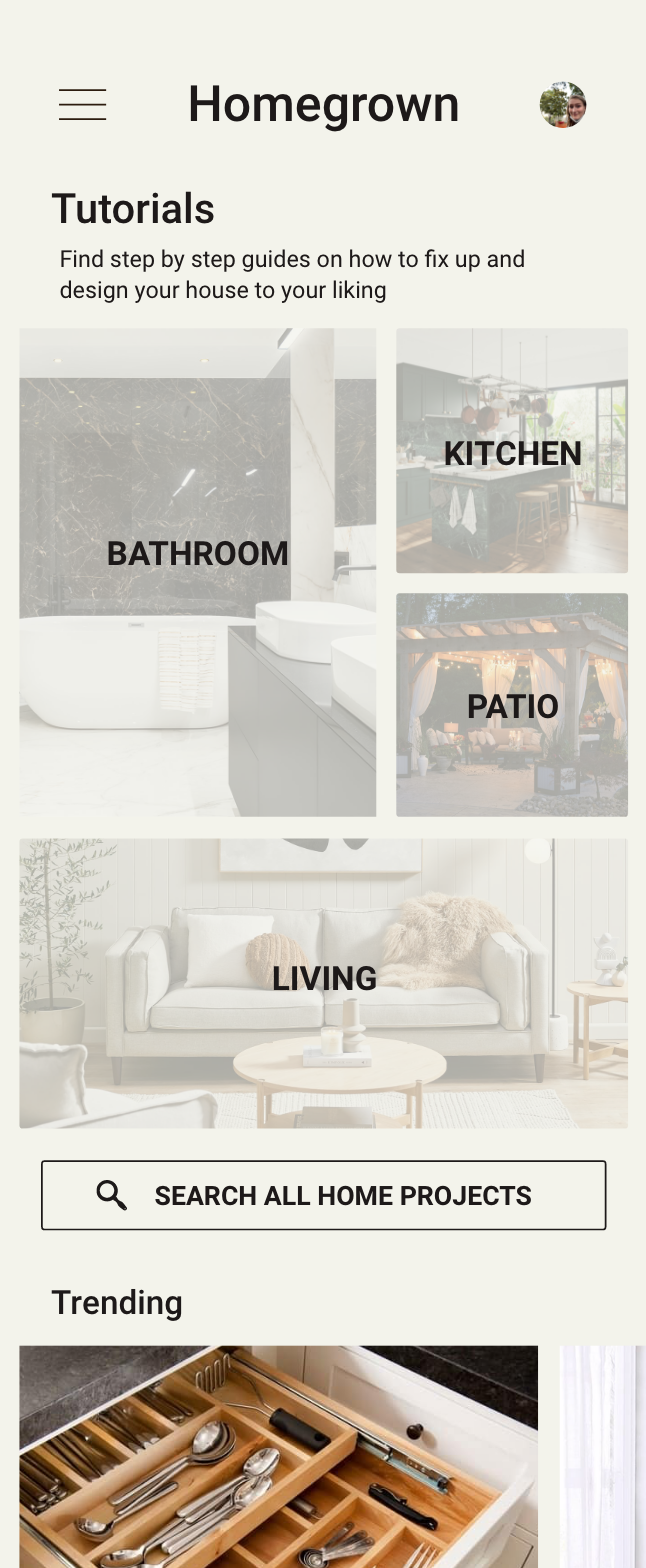 Homegrown
Tutorials
Find step by step guides on how to fix up and
design your house to your liking
BATHROOM
KITCHEN
PATIO
LIVING
SEARCH ALL HOME PROJECTS
Trending